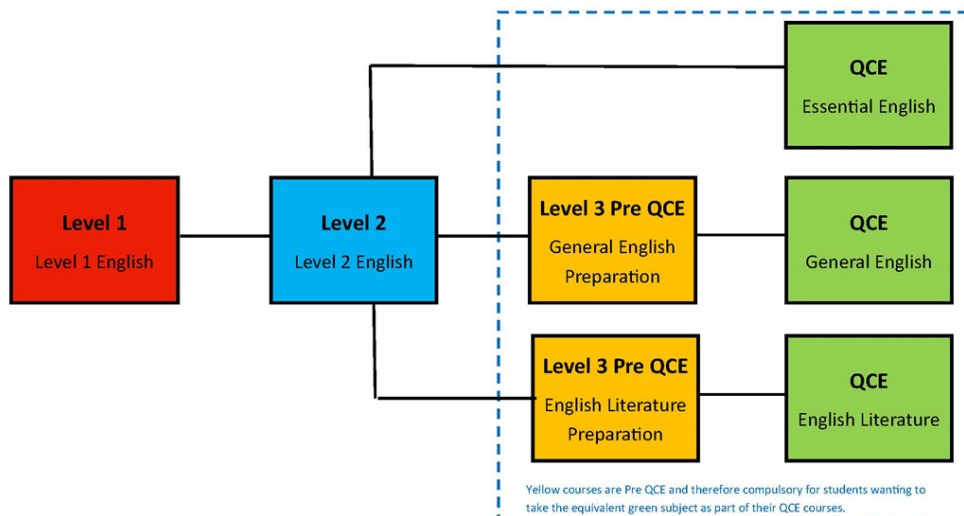 QCE
Essential English
Level 1
Level 1 English
Level 2
Level 2 English
Level 3 Pre QCE
General English
Preparation
QCE
General English
Level 3 Pre QCE
English Literature
Preparation
QCE
English Literature
Yellow courses are Pre QCE and therefore compulsory for students wanting to
take the equivalent green subject as part of their QCE courses.